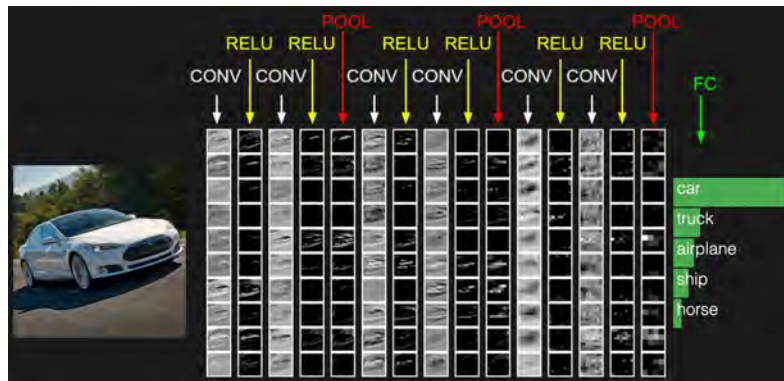 POOL POOL POOL
RELU RELU RELU RELU RELU RELU
CONV CONV CONV CONV CONV CONV FC
car
truck
airplane
ship
horse